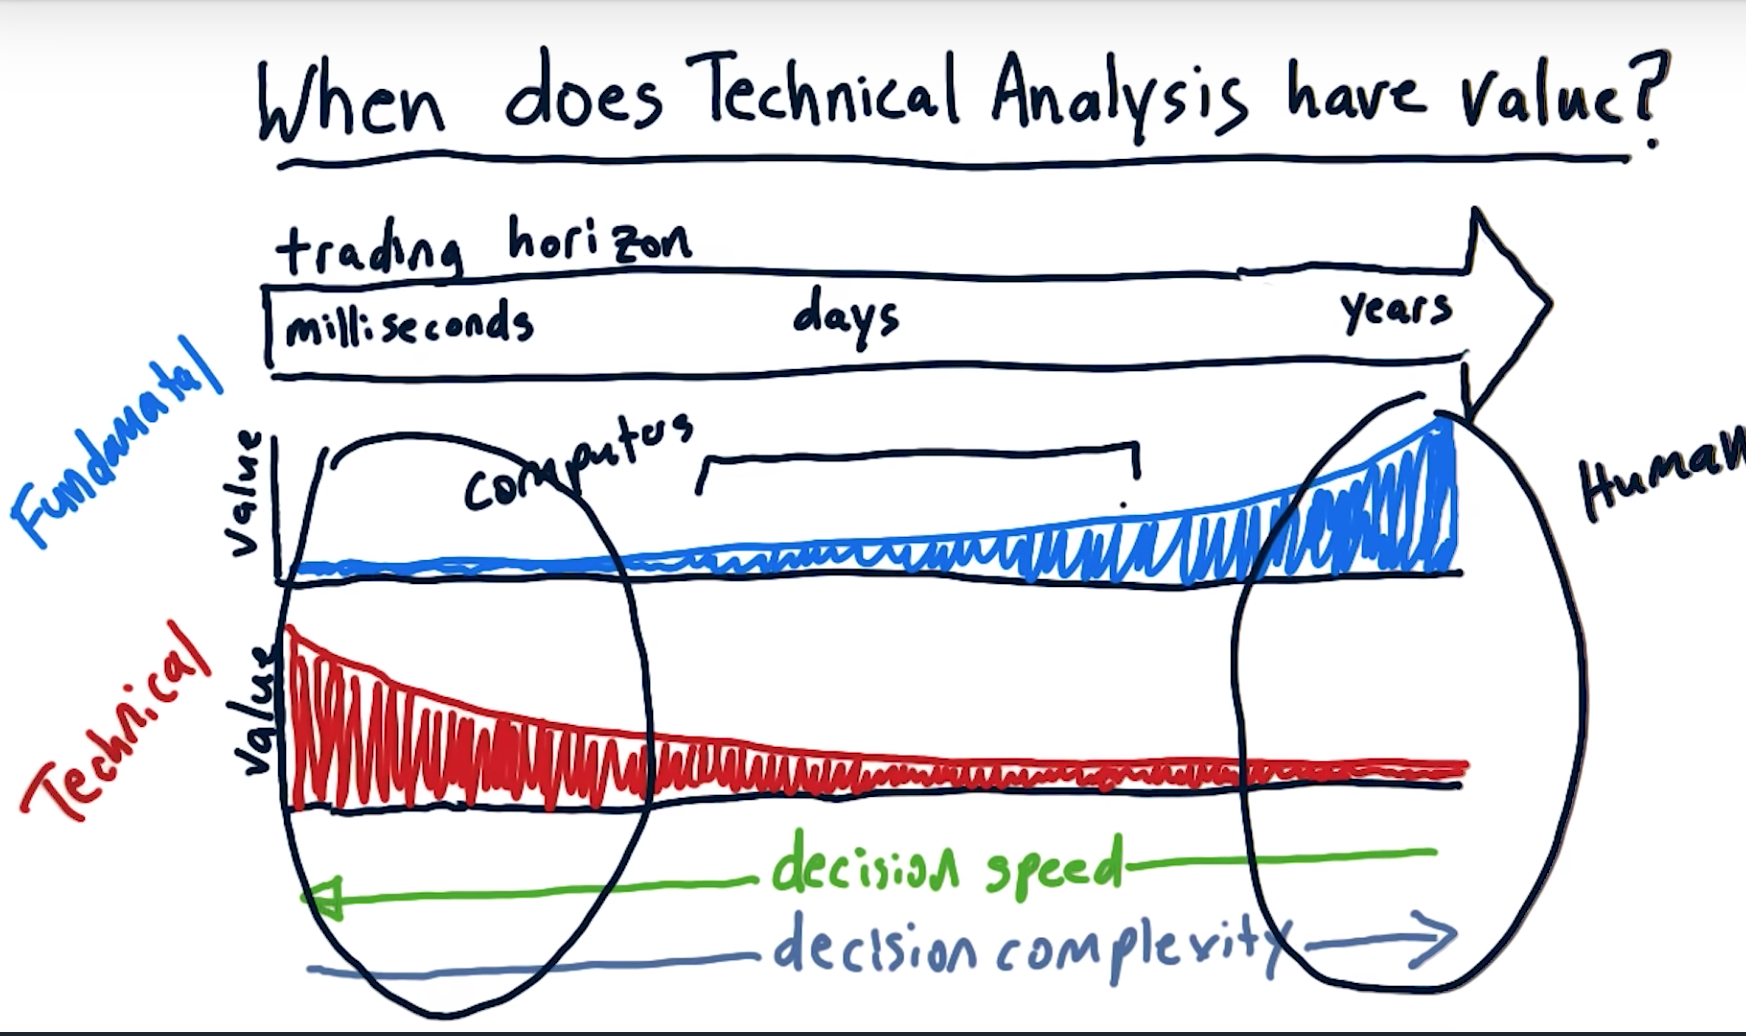 When does Technical Analysis have value?
trading horizon
milliseconds days years
Fundamatal
value
computers
Human
Technical
value
decision speed
decision complexity